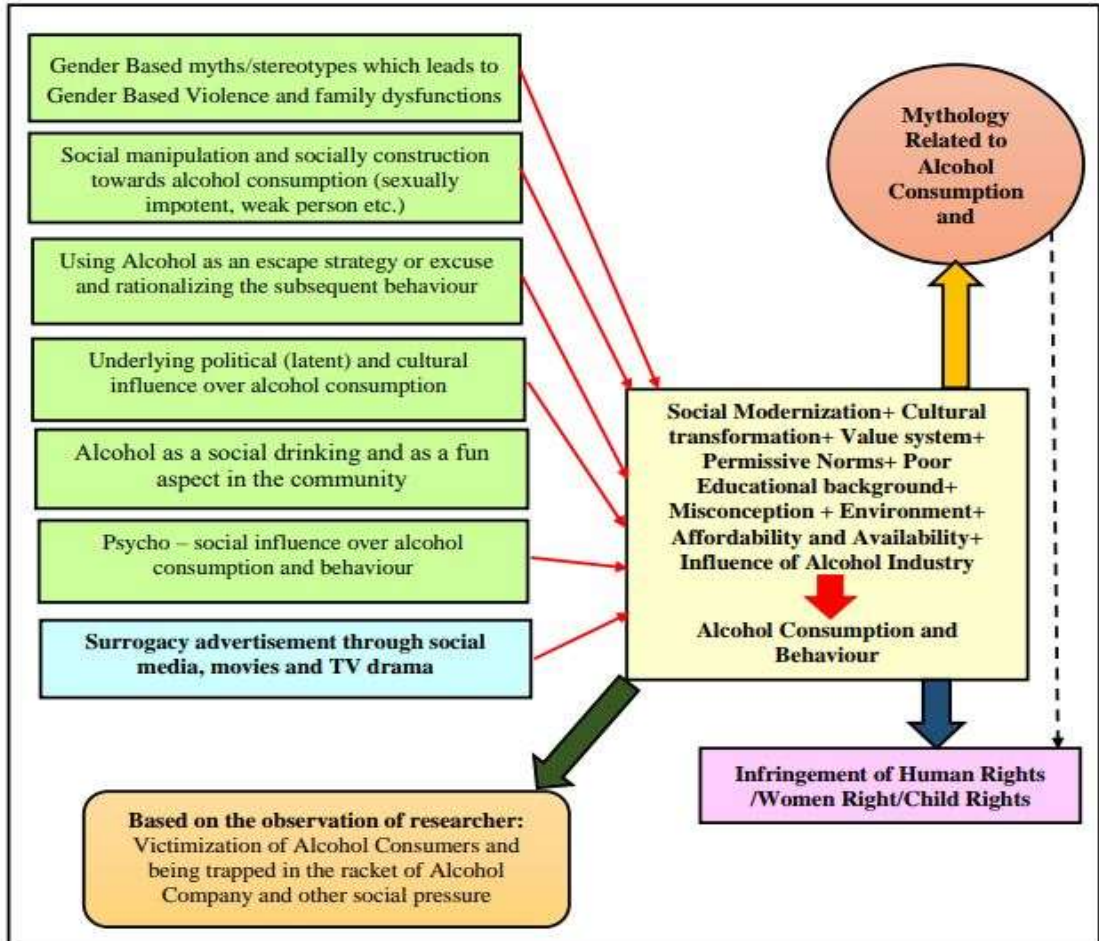 Gender Based myths/stereotypes which leads to
Gender Based Violence and family dysfunctions
Social manipulation and socially construction
towards alcohol consumption (sexually
impotent, weak person etc.)
Using Alcohol as an escape strategy or excuse
and rationalizing the subsequent behaviour
Underlying political (latent) and cultural
influence over alcohol consumption
Alcohol as a social drinking and as a fun
aspect in the community
Psycho – social influence over alcohol
consumption and behaviour
Surrogacy advertisement through social
media, movies and TV drama
Mythology
Related to
Alcohol
Consumption
and
Social Modernization+ Cultural
transformation+ Value system+
Permissive Norms+ Poor
Educational background+
Misconception + Environment+
Affordability and Availability+
Influence of Alcohol Industry
Alcohol Consumption and
Behaviour
Infringement of Human Rights
/Women Right/Child Rights
Based on the observation of researcher:
Victimization of Alcohol Consumers and
being trapped in the racket of Alcohol
Company and other social pressure